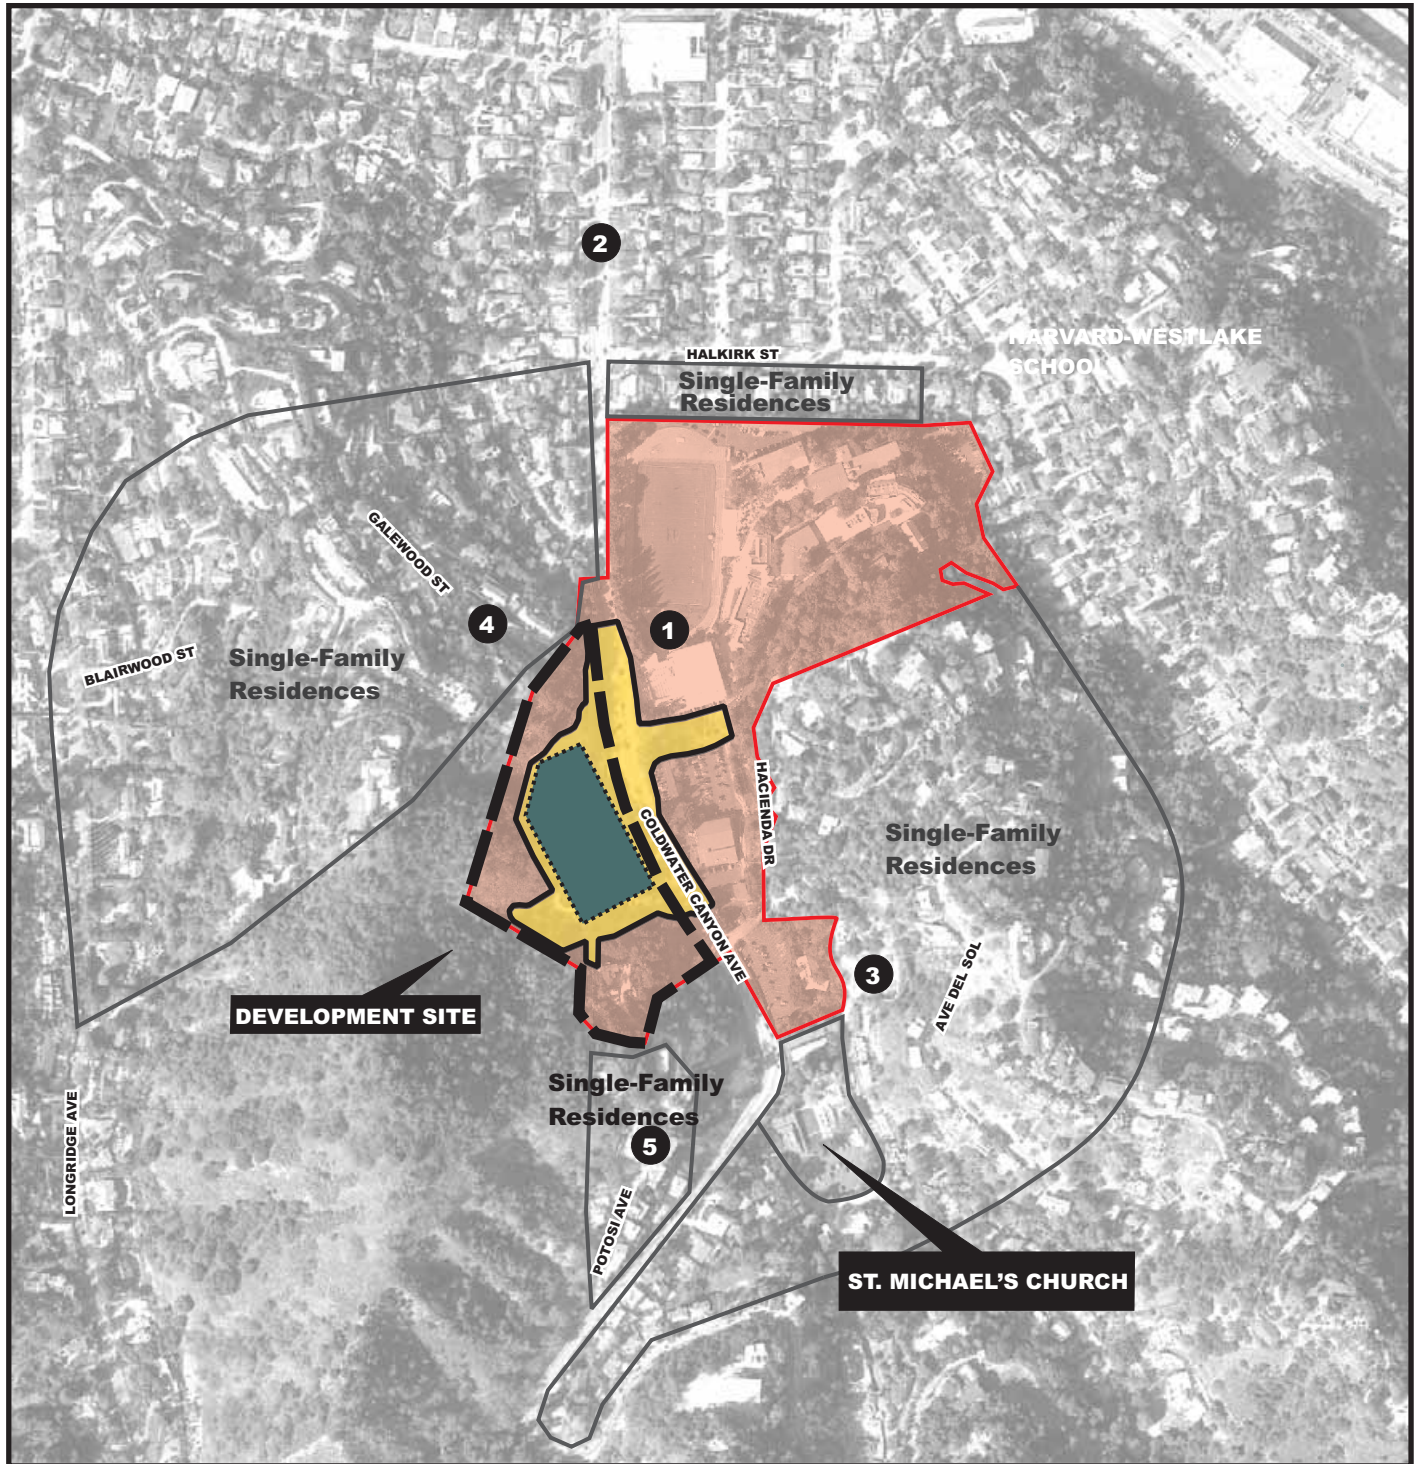 2
HALKIRK ST
HARVARD-WESTLAKE
SCHOOL
Single-Family
Residences
GALEWOOD ST
4
1
BLAIRWOOD ST
Single-Family
Residences
HACIENDA DR
COLDWATER CANYON AVE
Single-Family
Residences
3
AVE DEL SOL
DEVELOPMENT SITE
Single-Family
Residences
5
LONGRIDGE AVE
POTOSI AVE
ST. MICHAEL'S CHURCH